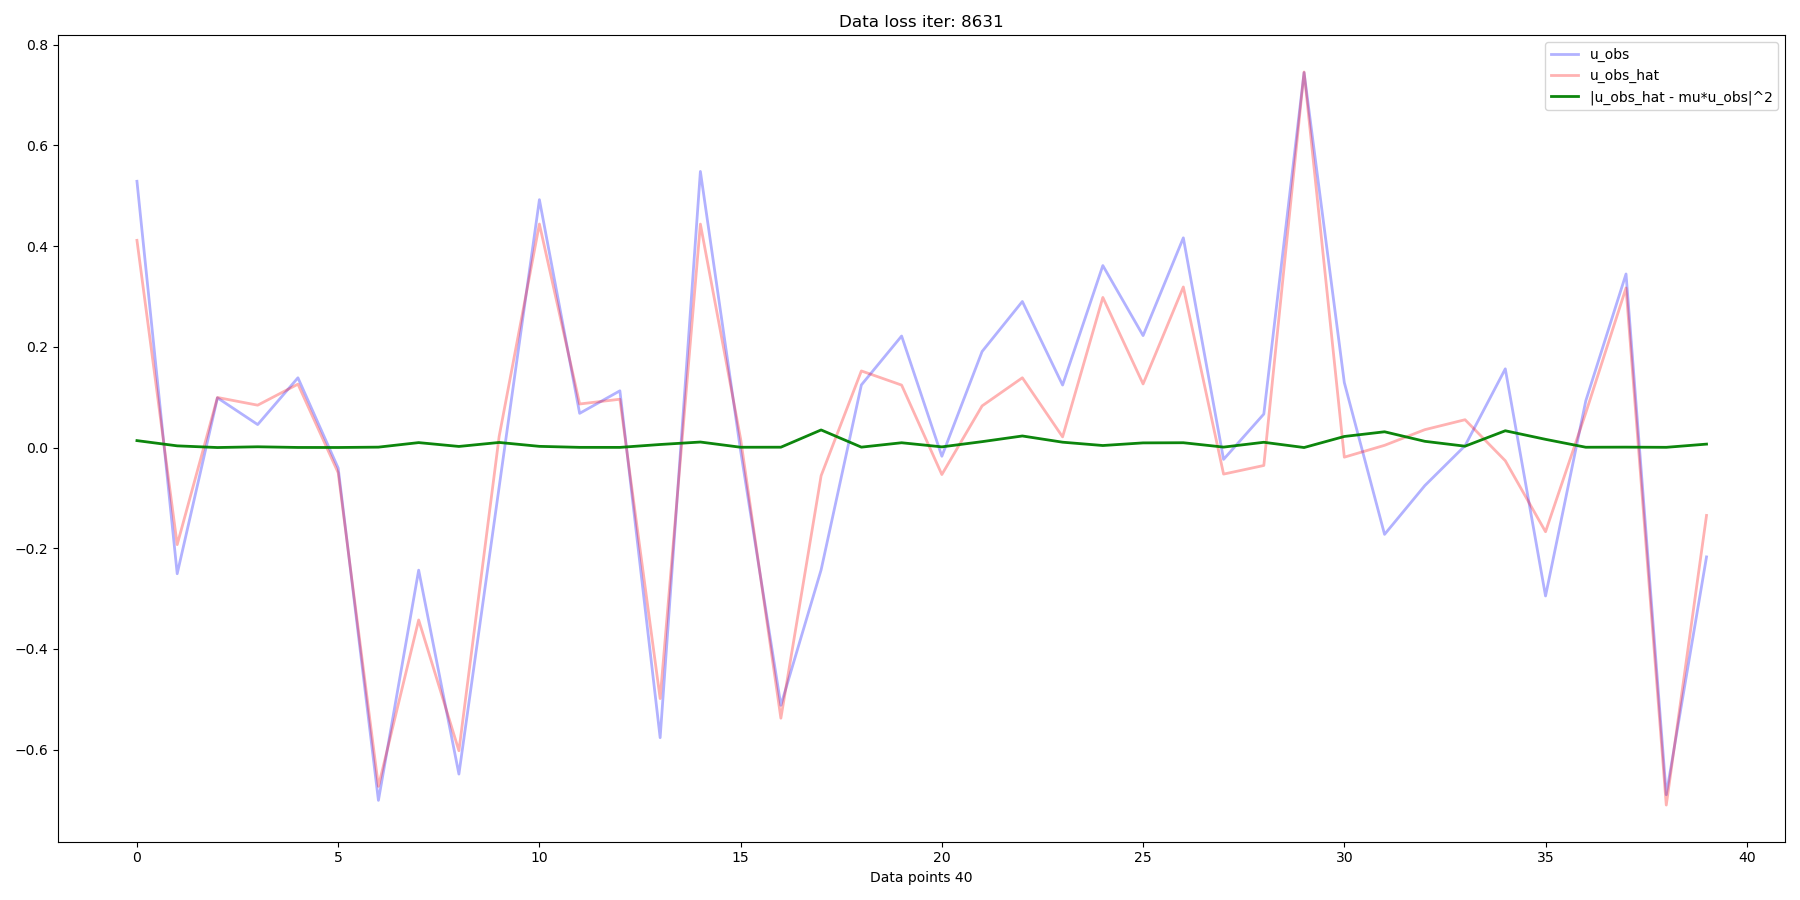 Data loss iter: 8631
u_obs
u_obs_hat
|u_obs_hat - mu*u_obs|^2
0.8
0.6
0.4
0.2
0.0
−0.2
−0.4
−0.6
0 5 10 15 20 25 30 35 40
Data points 40